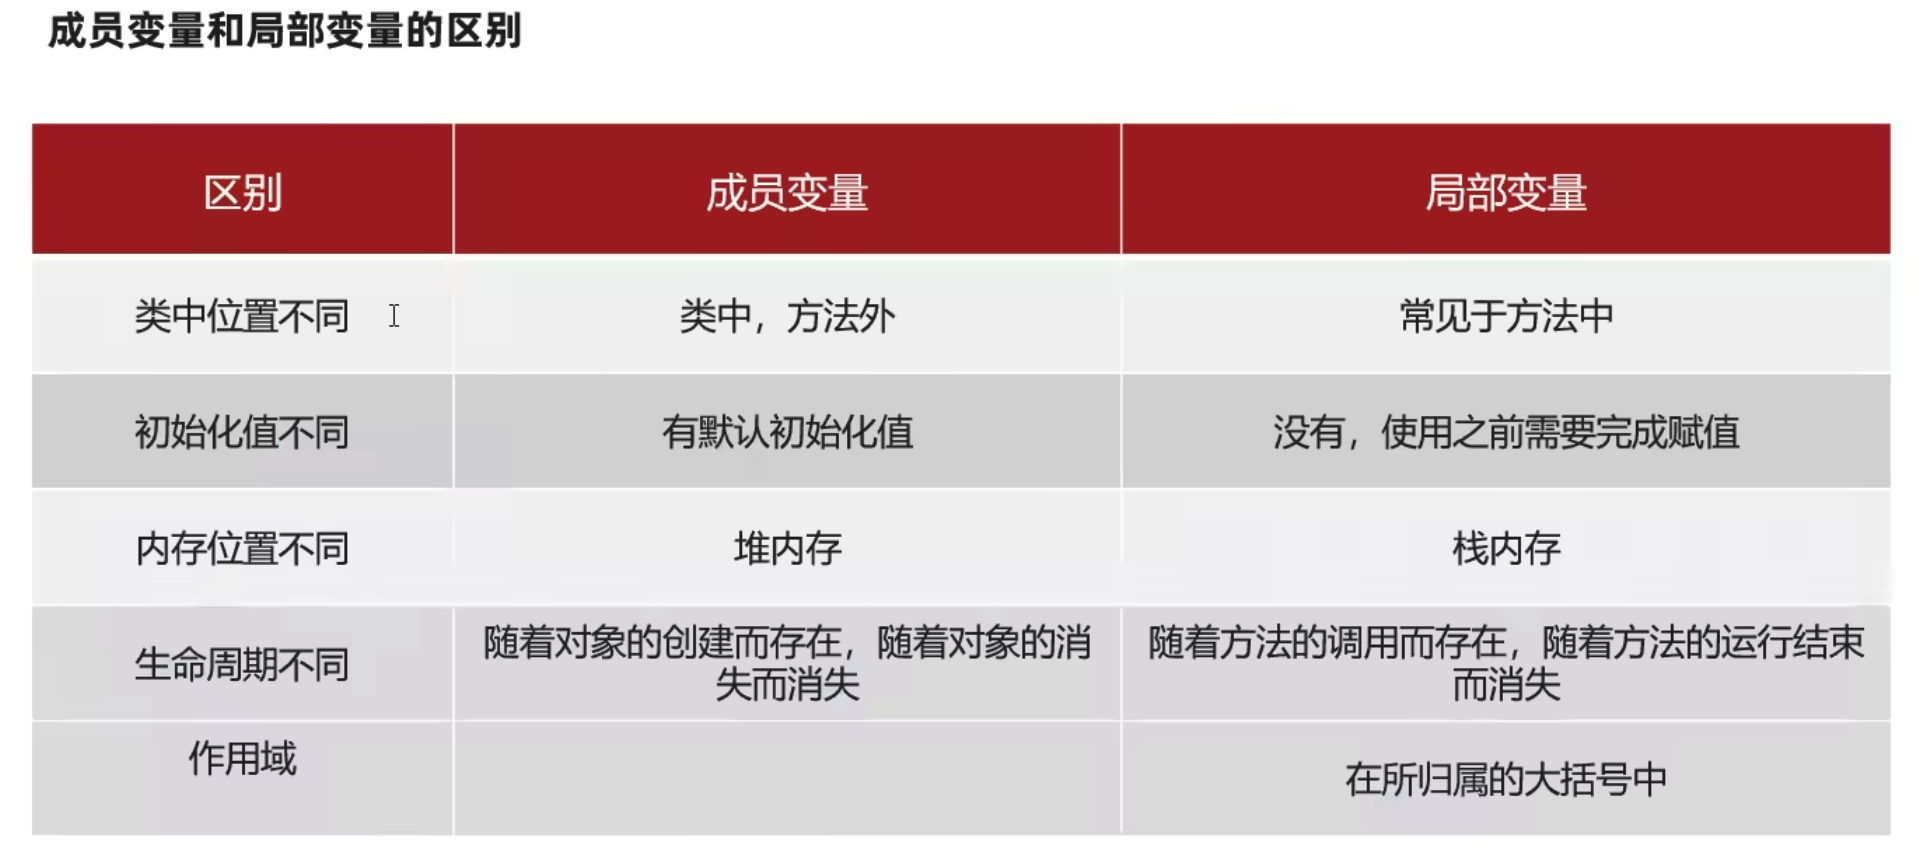 成员变量和局部变量的区别
区别 成员变量 局部变量
类中位置不同 类中，方法外 常见于方法中
初始化值不同 有默认初始化值 没有，使用之前需要完成赋值
内存位置不同 堆内存 栈内存
生命周期不同
随着对象的创建而存在，随着对象的消
失而消失
随着方法的调用而存在，随着方法的运行结束
而消失
作用域
在所归属的大括号中